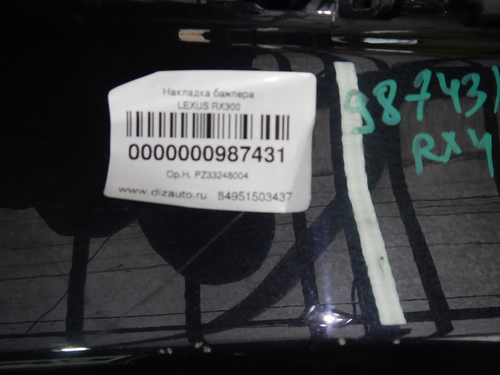 Накладка бампера
LEXUS RX300
0000000987431
Ор.Н. PZ33248004
www.dizauto.ru 84951503437
987431
RX4